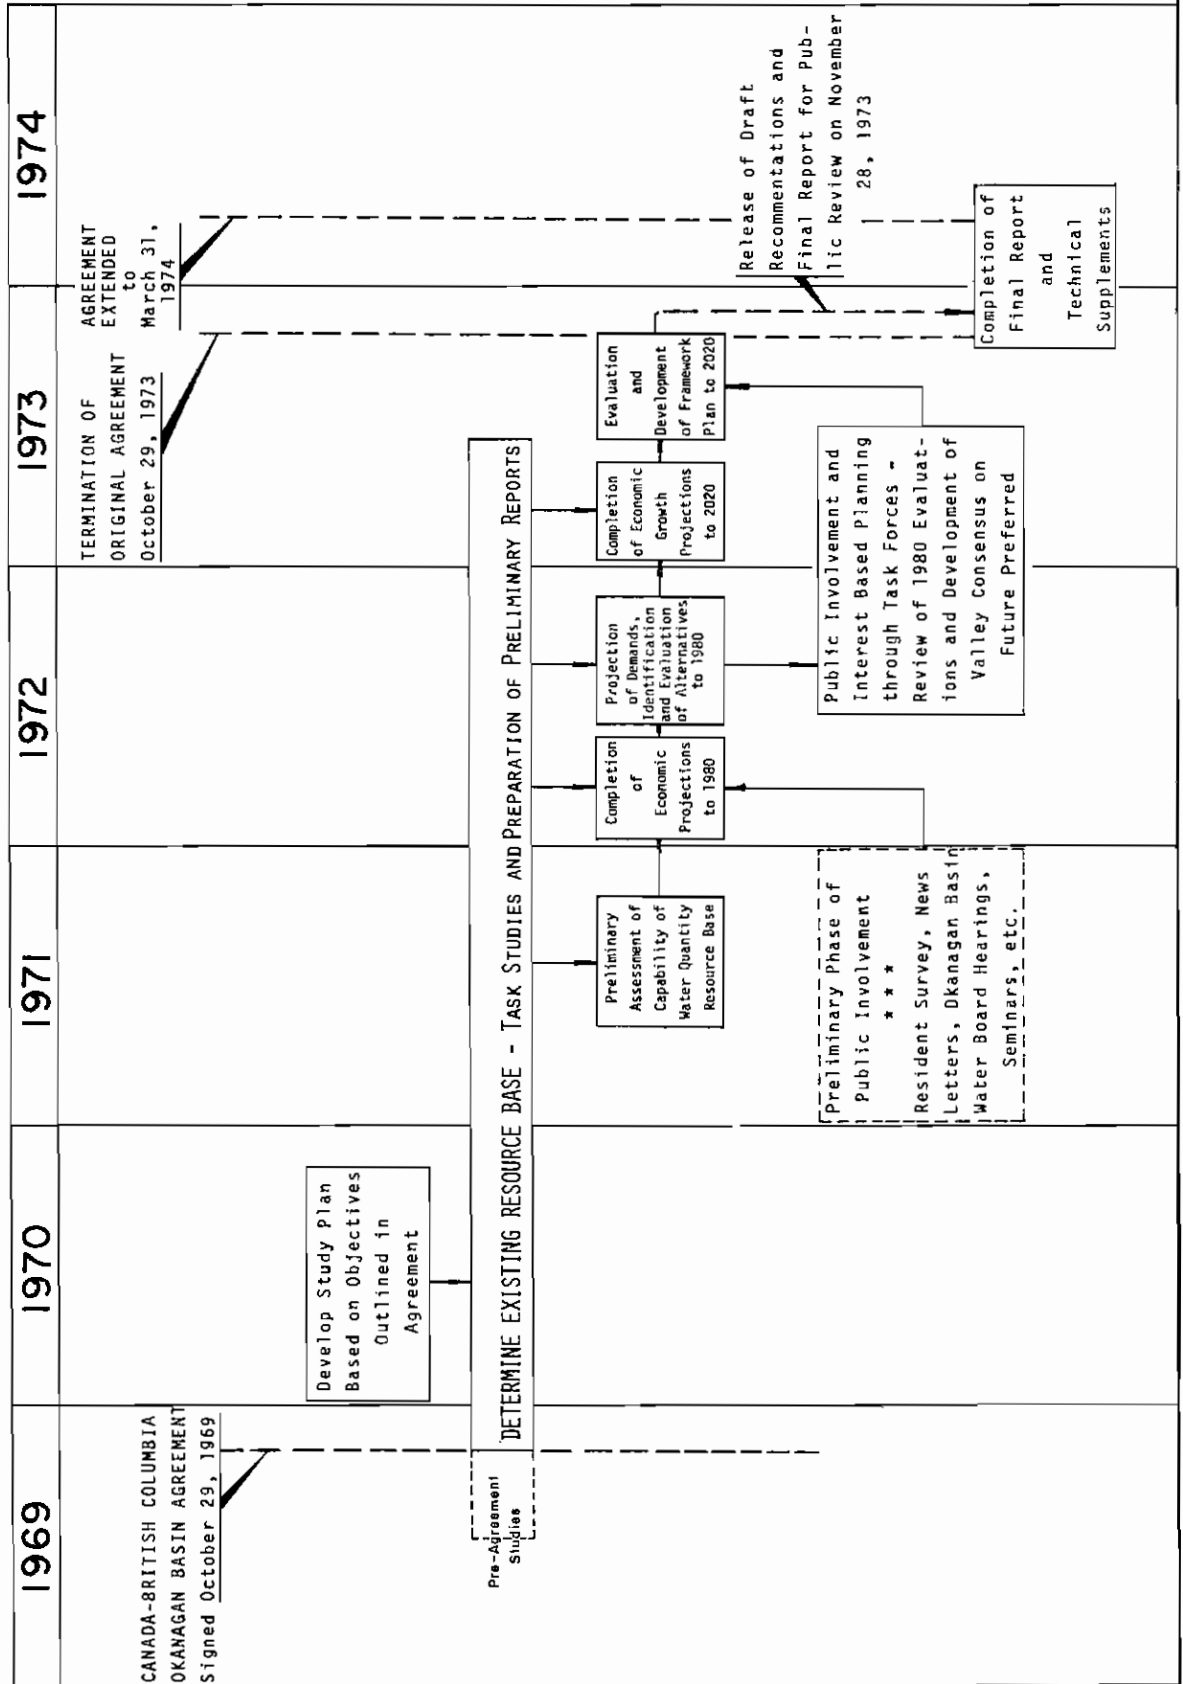 1969
1970
1971
1972
1973
1974
CANADA-BRITISH COLUMBIA
OKANAGAN BASIN AGREEMENT
Signed October 29, 1969
TERMINATION OF
ORIGINAL AGREEMENT
October 29, 1973
AGREEMENT
EXTENDED
to
March 31,
1974
Develop Study Plan
Based on Objectives
Outlined in
Agreement
Pre-Agreement
Studies
DETERMINE EXISTING RESOURCE BASE - TASK STUDIES AND PREPARATION OF PRELIMINARY REPORTS
Preliminary
Assessment of
Capability of
Water Quantity
Resource Base
Completion
of
Economic
Projections
to 1980
Projection
of Demands,
Identification
and Evaluation
of Alternatives
to 1980
Completion
of Economic
Growth
Projections
to 2020
Evaluation
and
Development
of Framework
Plan to 2020
Release of Draft
Recommentations and
Final Report for Pub-
lic Review on November
28, 1973
Preliminary Phase of
Public Involvement
* * *
Resident Survey, News
Letters, Okanagan Basin
Water Board Hearings,
Seminars, etc.
Public Involvement and
Interest Based Planning
through Task Forces -
Review of 1980 Evaluat-
ions and Development of
Valley Consensus on
Future Preferred
Completion of
Final Report
and
Technical
Supplements